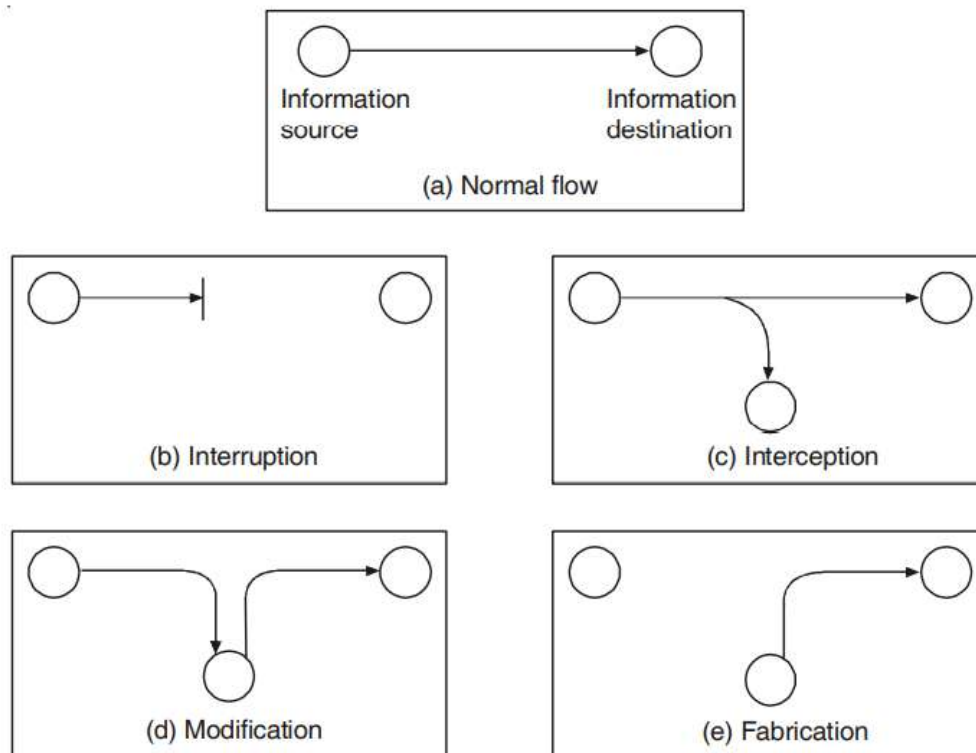 Information
source
Information
destination
(a) Normal flow
(b) Interruption
(c) Interception
(d) Modification
(e) Fabrication